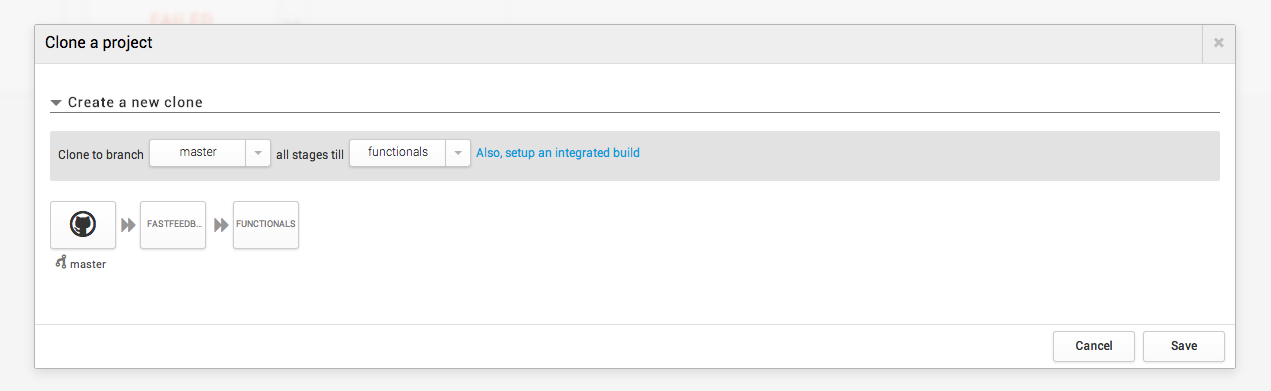 FAILED
Clone a project
Create a new clone
Clone to branch master all stages till functionals Also, setup an integrated build
FASTFEEDB... FUNCTIONALS
master
Cancel Save